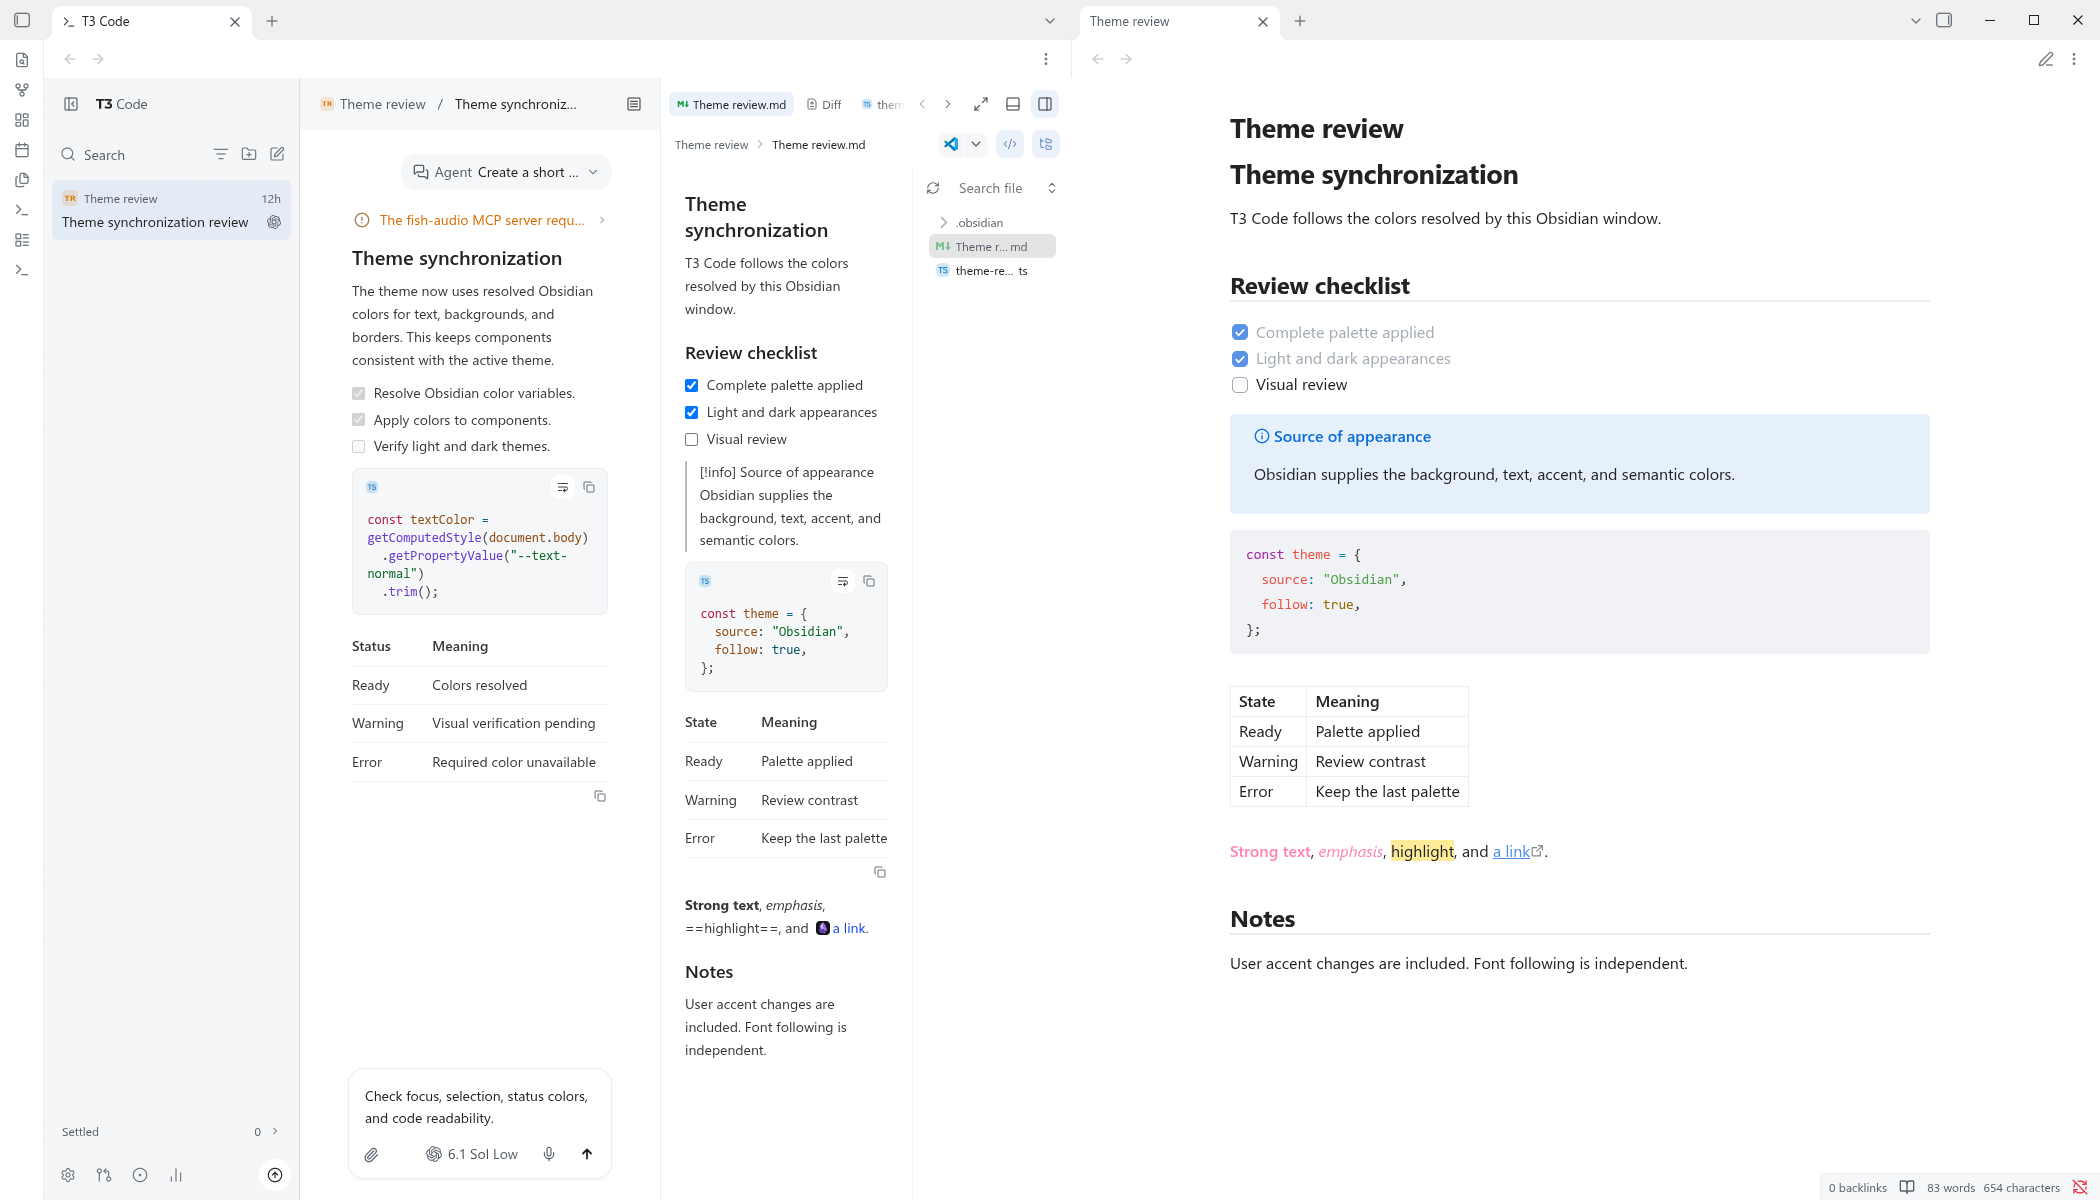 T3 Code
Theme review
T3 Code
Search
TR Theme review 12h
Theme synchronization review
Settled 0
TR Theme review / Theme synchroniz...
Agent Create a short ...
The fish-audio MCP server requ...
Theme synchronization
The theme now uses resolved Obsidian
colors for text, backgrounds, and
borders. This keeps components
consistent with the active theme.
Resolve Obsidian color variables.
Apply colors to components.
Verify light and dark themes.
TS
const textColor =
getComputedStyle(document.body)
.getPropertyValue("--text-
normal")
.trim();
Status Meaning
Ready Colors resolved
Warning Visual verification pending
Error Required color unavailable
Check focus, selection, status colors,
and code readability.
6.1 Sol Low
M↓ Theme review.md Diff TS them
Theme review > Theme review.md
Theme
synchronization
T3 Code follows the colors
resolved by this Obsidian
window.
Review checklist
Complete palette applied
Light and dark appearances
Visual review
[!info] Source of appearance
Obsidian supplies the
background, text, accent, and
semantic colors.
TS
const theme = {
source: "Obsidian",
follow: true,
};
State Meaning
Ready Palette applied
Warning Review contrast
Error Keep the last palette
Strong text, emphasis,
==highlight==, and a link.
Notes
User accent changes are
included. Font following is
independent.
Search file
.obsidian
M↓ Theme r... md
TS theme-re... ts
Theme review
Theme synchronization
T3 Code follows the colors resolved by this Obsidian window.
Review checklist
Complete palette applied
Light and dark appearances
Visual review
Source of appearance
Obsidian supplies the background, text, accent, and semantic colors.
const theme = {
source: "Obsidian",
follow: true,
};
State Meaning
Ready Palette applied
Warning Review contrast
Error Keep the last palette
Strong text, emphasis, highlight, and a link.
Notes
User accent changes are included. Font following is independent.
0 backlinks 83 words 654 characters